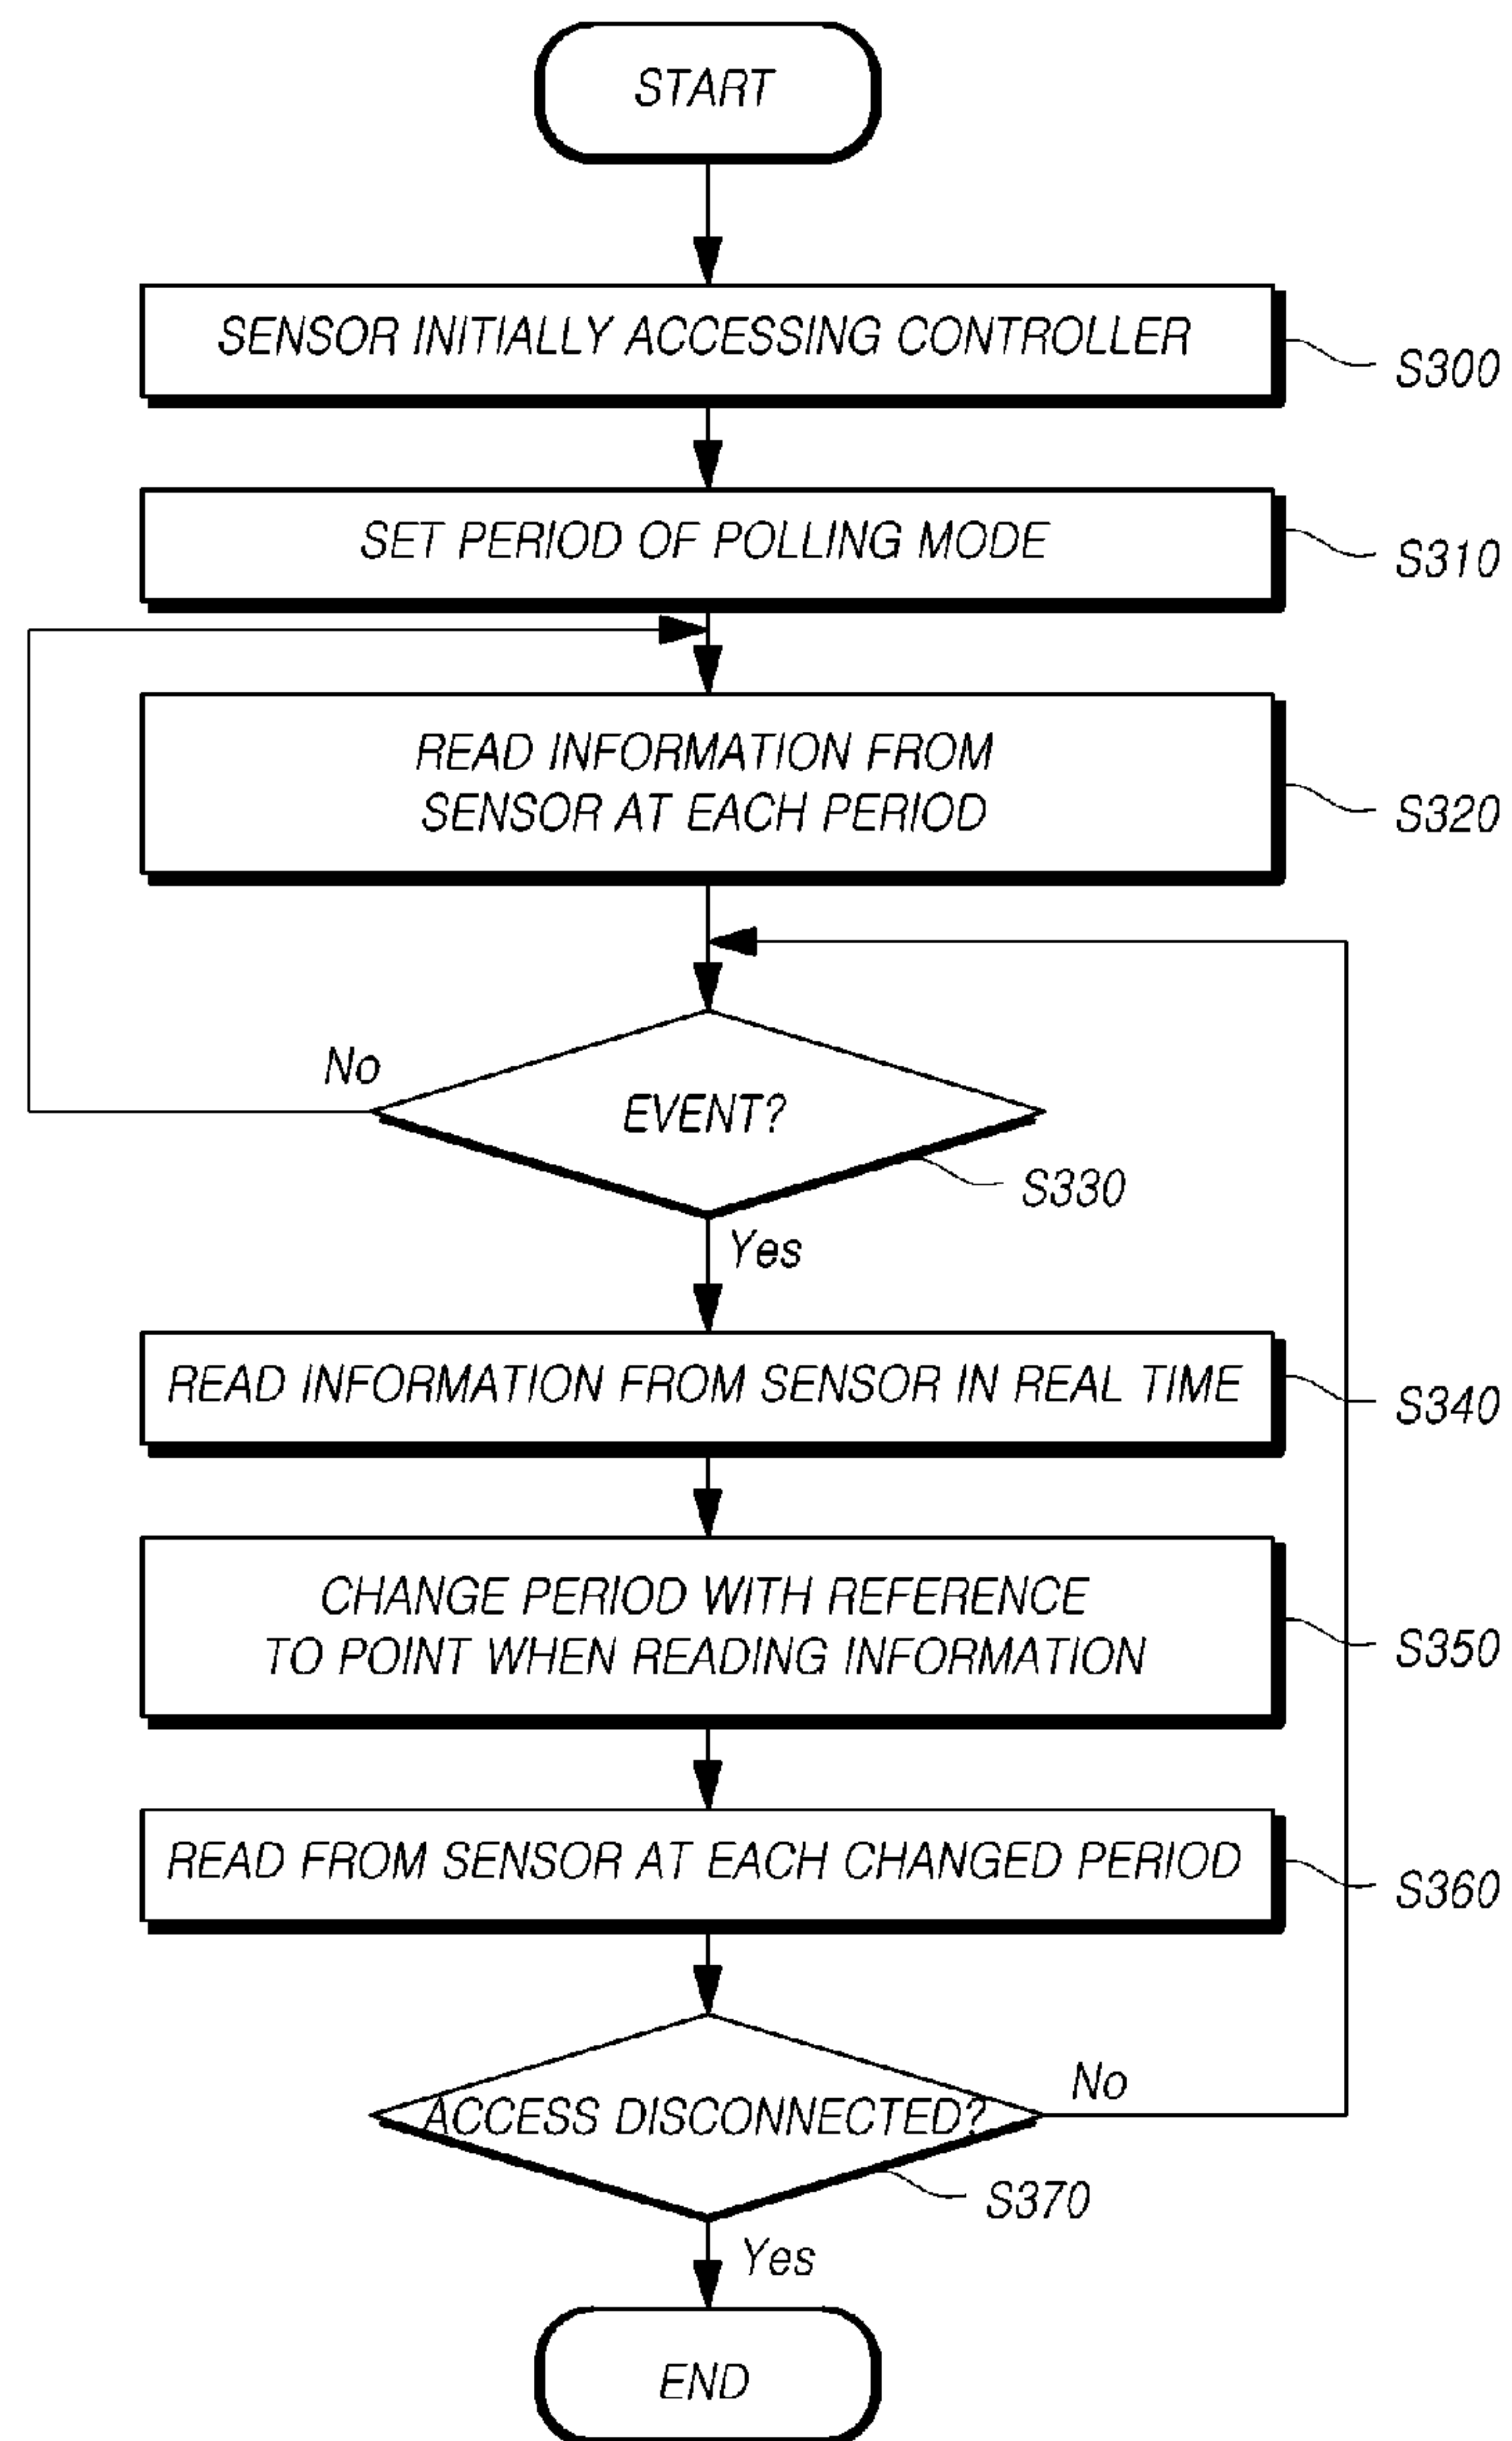 START
SENSOR INITIALLY ACCESSING CONTROLLER
S300
SET PERIOD OF POLLING MODE
S310
READ INFORMATION FROM
SENSOR AT EACH PERIOD
S320
No
EVENT?
S330
Yes
READ INFORMATION FROM SENSOR IN REAL TIME
S340
CHANGE PERIOD WITH REFERENCE
TO POINT WHEN READING INFORMATION
S350
READ FROM SENSOR AT EACH CHANGED PERIOD
S360
No
ACCESS DISCONNECTED?
S370
Yes
END